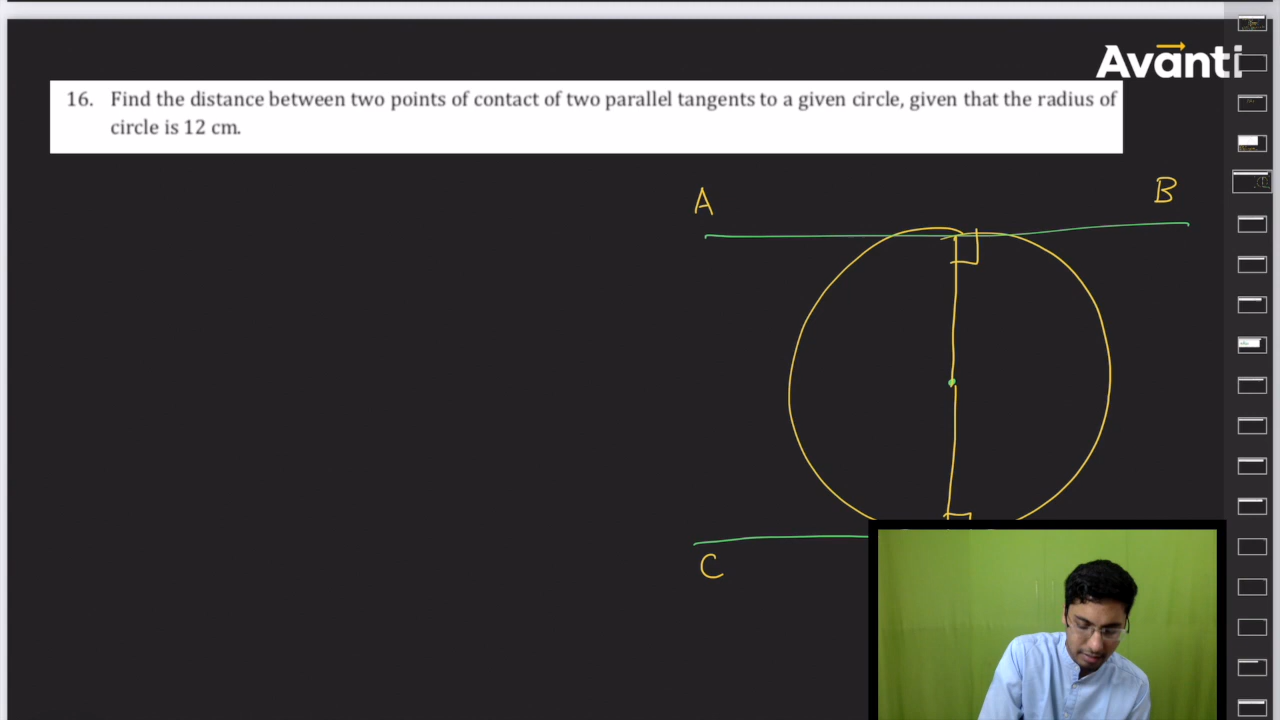 Avanti
16. Find the distance between two points of contact of two parallel tangents to a given circle, given that the radius of
circle is 12 cm.
A
B
C